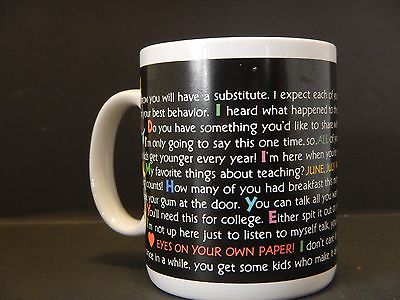 you will have a substitute. I expect each of
your best behavior. I heard what happened to the
Do you have something you'd like to share
I'm only going to say this one time, so ALL of
get younger every year! I'm here when
My favorite things about teaching? JUNE, JULY
counts! How many of you had breakfast this
your gum at the door. You can talk all you
You'll need this for college. Either spit it out
I'm not up here just to listen to myself talk, you
♥ EYES ON YOUR OWN PAPER! I don't care
once in a while, you get some kids who make it